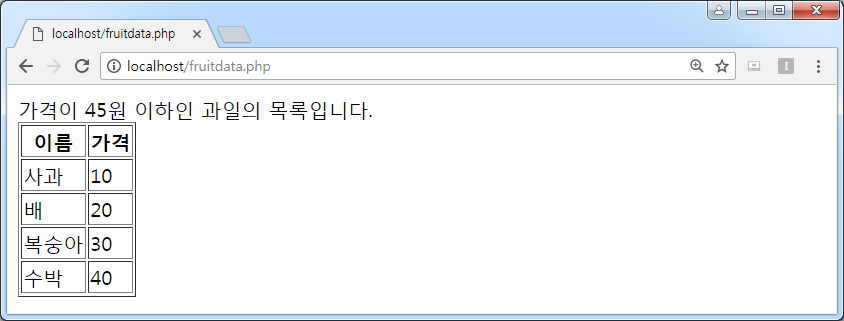 localhost/fruitdata.php
localhost/fruitdata.php
가격이 45원 이하인 과일의 목록입니다.
이름 가격
사과 10
배 20
복숭아 30
수박 40